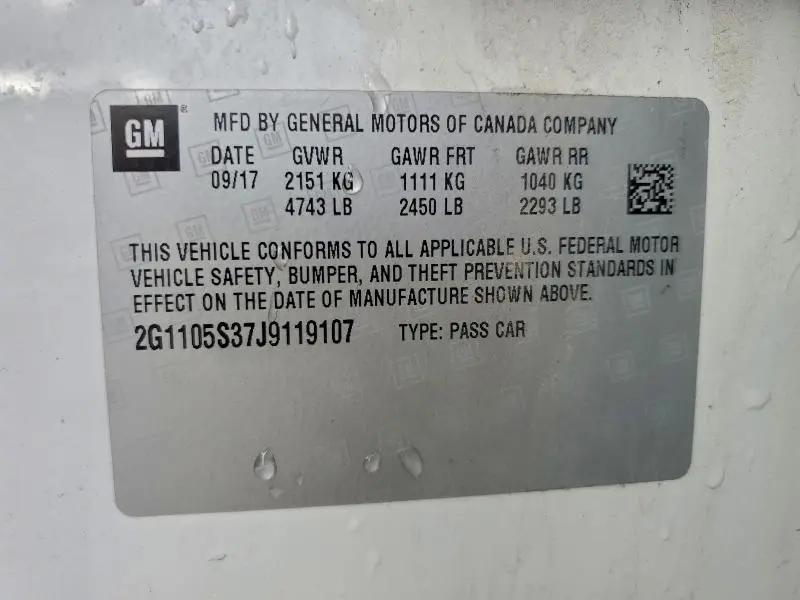 GM ® MFD BY GENERAL MOTORS OF CANADA COMPANY
DATE GVWR GAWR FRT GAWR RR
09/17 2151 KG 1111 KG 1040 KG
4743 LB 2450 LB 2293 LB
THIS VEHICLE CONFORMS TO ALL APPLICABLE U.S. FEDERAL MOTOR
VEHICLE SAFETY, BUMPER, AND THEFT PREVENTION STANDARDS IN
EFFECT ON THE DATE OF MANUFACTURE SHOWN ABOVE.
2G1105S37J9119107 TYPE: PASS CAR